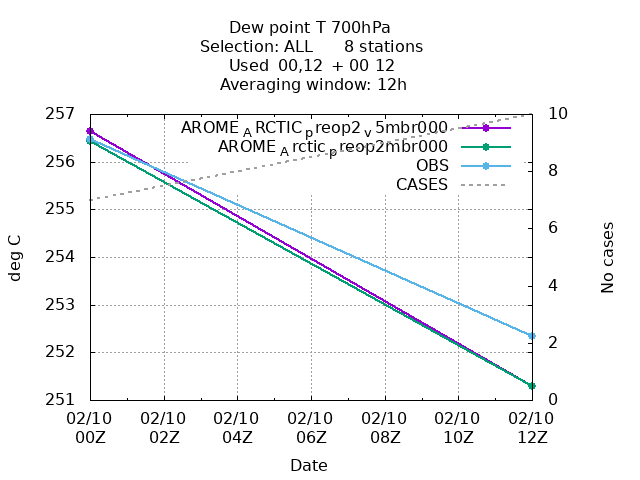 Dew point T 700hPa
Selection: ALL 8 stations
Used 00,12 + 00 12
Averaging window: 12h
257
256
255
254
253
252
251
10
8
6
4
2
0
AROME A RCTIC p reop2 v 5mbr000
AROME A rctic p reop2mbr000
OBS
CASES
deg C
No cases
02/10 02/10 02/10 02/10 02/10 02/10 02/10
00Z 02Z 04Z 06Z 08Z 10Z 12Z
Date